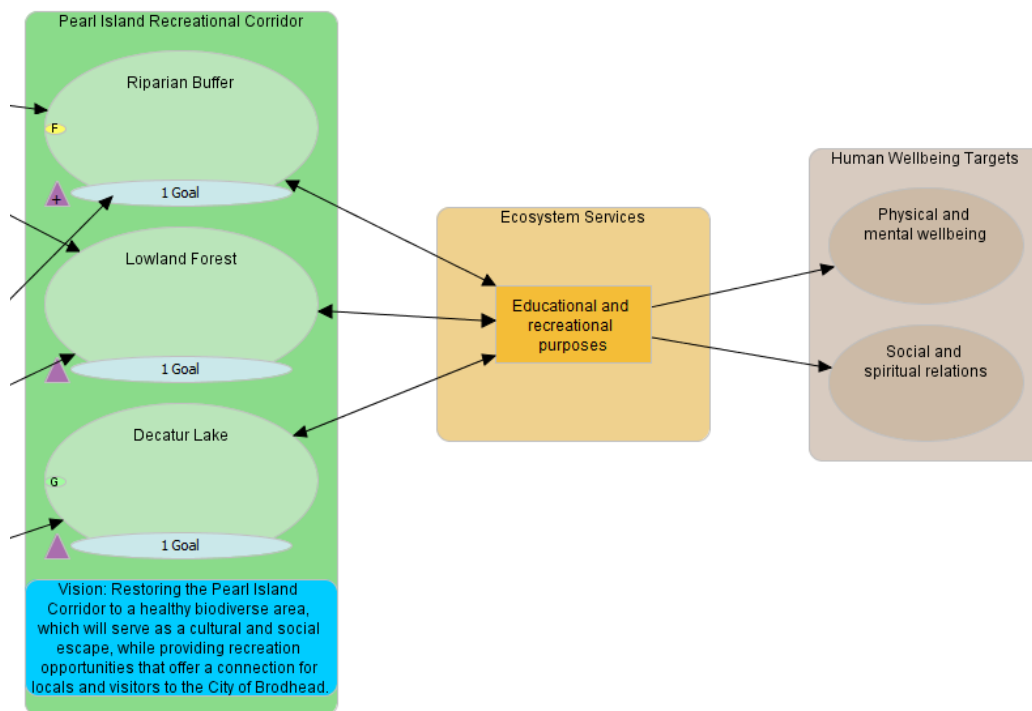 Pearl Island Recreational Corridor
Riparian Buffer
F
+
1 Goal
Lowland Forest
1 Goal
Decatur Lake
G
1 Goal
Vision: Restoring the Pearl Island
Corridor to a healthy biodiverse area,
which will serve as a cultural and social
escape, while providing recreation
opportunities that offer a connection for
locals and visitors to the City of Brodhead.
Ecosystem Services
Educational and
recreational
purposes
Human Wellbeing Targets
Physical and
mental wellbeing
Social and
spiritual relations